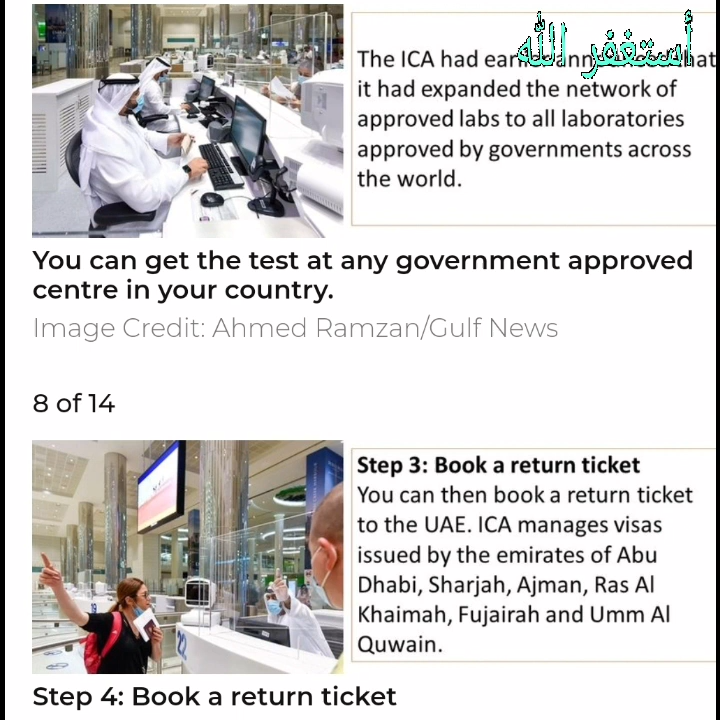 أستغفر الله
The ICA had
it had expanded the network of
approved labs to all laboratories
approved by governments across
the world.
You can get the test at any government approved
centre in your country.
Image Credit: Ahmed Ramzan/Gulf News
8 of 14
Step 3: Book a return ticket
You can then book a return ticket
to the UAE. ICA manages visas
issued by the emirates of Abu
Dhabi, Sharjah, Ajman, Ras Al
Khaimah, Fujairah and Umm Al
Quwain.
19
22
Step 4: Book a return ticket